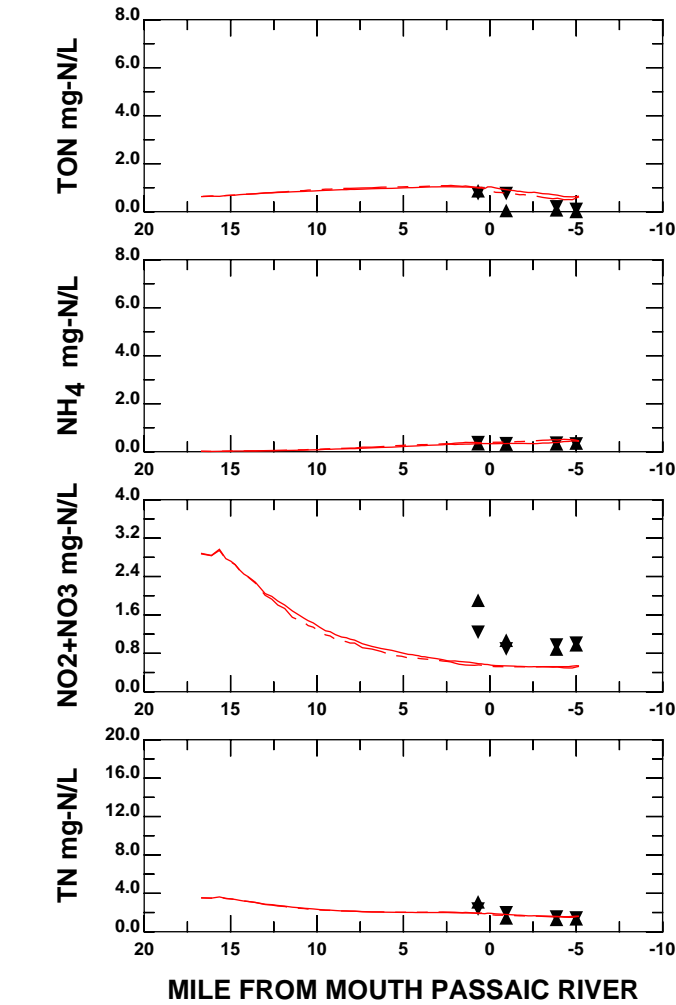 TON mg-N/L
8.0
6.0
4.0
2.0
0.0
20 15 10 5 0 -5 -10
NH4 mg-N/L
8.0
6.0
4.0
2.0
0.0
20 15 10 5 0 -5 -10
NO2+NO3 mg-N/L
4.0
3.2
2.4
1.6
0.8
0.0
20 15 10 5 0 -5 -10
TN mg-N/L
20.0
16.0
12.0
8.0
4.0
0.0
20 15 10 5 0 -5 -10
MILE FROM MOUTH PASSAIC RIVER